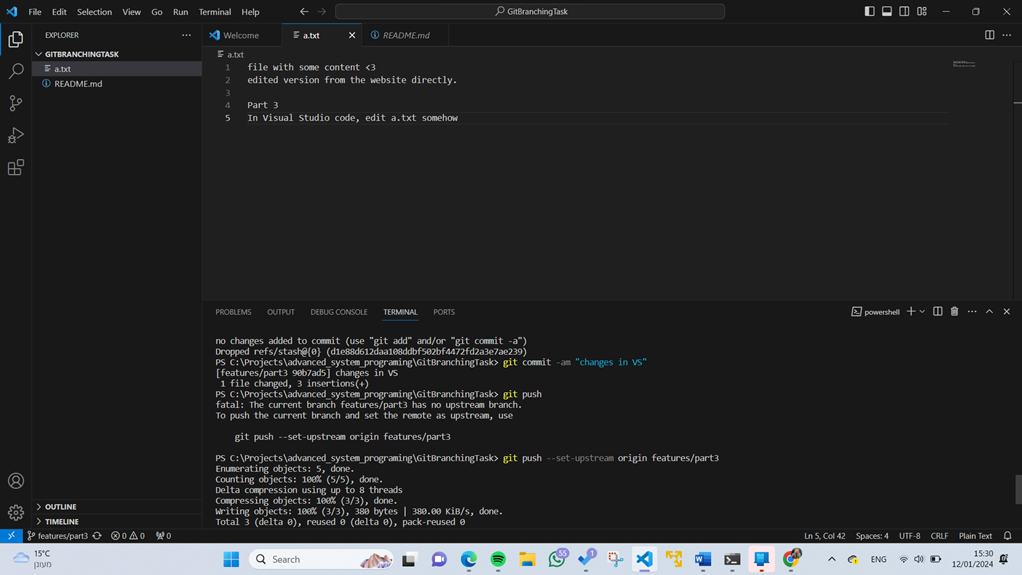 File Edit Selection View Go Run Terminal Help
GitBranchingTask
EXPLORER
GITBRANCHINGTASK
a.txt
README.md
OUTLINE
TIMELINE
Welcome
a.txt
README.md
a.txt
1 file with some content <3
2 edited version from the website directly.
3
4 Part 3
5 In Visual Studio code, edit a.txt somehow
PROBLEMS OUTPUT DEBUG CONSOLE TERMINAL PORTS
powershell
no changes added to commit (use "git add" and/or "git commit -a")
Dropped refs/stash@{0} (d1e88d612daa108ddbf502bf4472fd2a3e7ae239)
PS C:\Projects\advanced_system_programing\GitBranchingTask> git commit -am "changes in VS"
[features/part3 90b7ad5] changes in VS
1 file changed, 3 insertions(+)
PS C:\Projects\advanced_system_programing\GitBranchingTask> git push
fatal: The current branch features/part3 has no upstream branch.
To push the current branch and set the remote as upstream, use
git push --set-upstream origin features/part3
PS C:\Projects\advanced_system_programing\GitBranchingTask> git push --set-upstream origin features/part3
Enumerating objects: 5, done.
Counting objects: 100% (5/5), done.
Delta compression using up to 8 threads
Compressing objects: 100% (3/3), done.
Writing objects: 100% (3/3), 380 bytes | 380.00 KiB/s, done.
Total 3 (delta 0), reused 0 (delta 0), pack-reused 0
features/part3 0 0 0
Ln 5, Col 42 Spaces: 4 UTF-8 CRLF Plain Text
15°C
מעונן
Search
55
1
ENG
15:30
12/01/2024